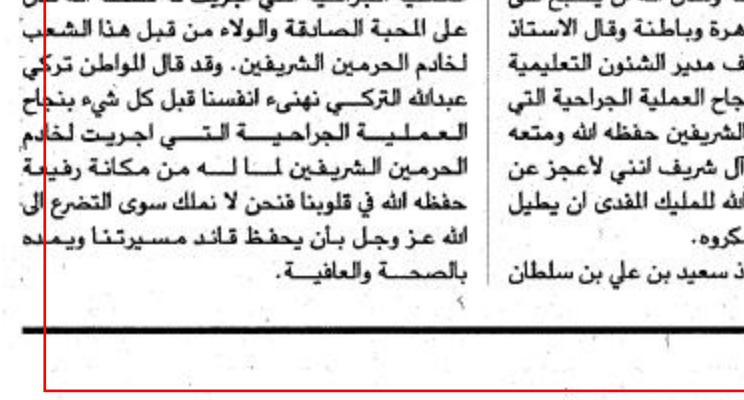 هرة وباطنة وقال الاستاذ
ف مدير الشئون التعليمية
جاح العملية الجراحية التي
الشريفين حفظه الله ومتعه
آل شريف انني لأعجز عن
الله للمليك المفدى ان يطيل
مكروه.
ذ سعيد بن علي بن سلطان
على المحبة الصادقة والولاء من قبل هذا الشعب
لخادم الحرمين الشريفين. وقد قال المواطن تركي
عبدالله التركي نهنىء انفسنا قبل كل شيء بنجاح
العملية الجراحية التي اجريت لخادم
الحرمين الشريفين لما له من مكانة رفيعة
حفظه الله في قلوبنا فنحن لا نملك سوى التضرع الى
الله عز وجل بأن يحفظ قائد مسيرتنا ويمده
بالصحة والعافية.